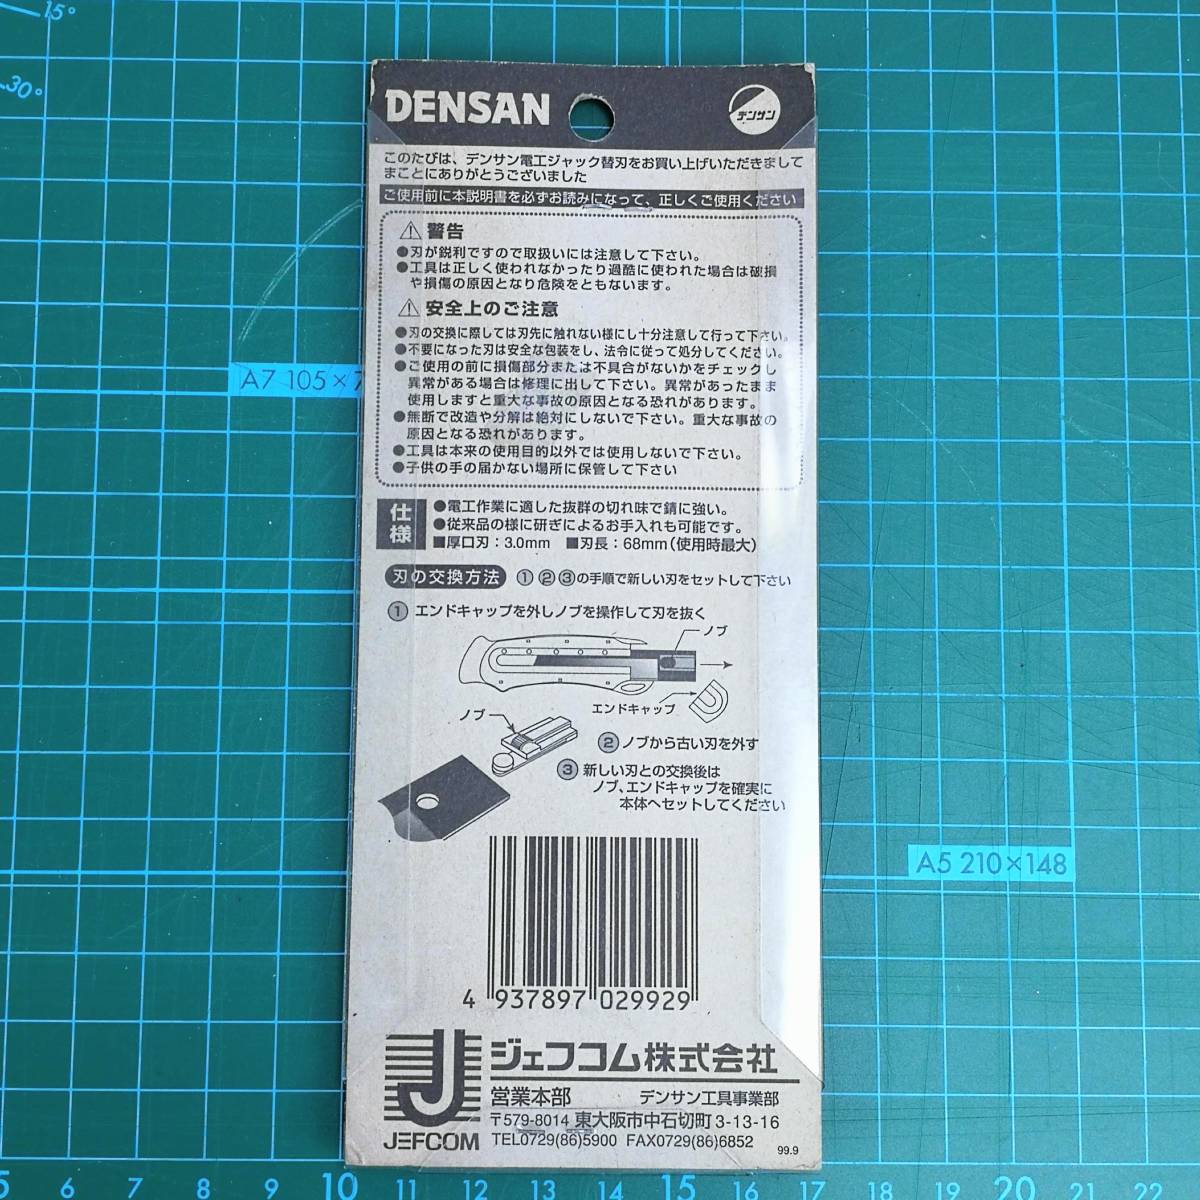 15°
30°
DENSAN
デンサン
このたびは、デンサン電工ジャック替刃をお買い上げいただきまして
まことにありがとうございました
ご使用前に本説明書を必ずお読みになって、正しくご使用ください
⚠警告
●刃が鋭利ですので取扱いには注意して下さい。
●工具は正しく使われなかったり過酷に使われた場合は破損
や損傷の原因となり危険をともないます。
⚠安全上のご注意
●刃の交換に際しては刃先に触れない様にし十分注意して行って下さい。
●不要になった刃は安全な包装をし、法令に従って処分してください。
●ご使用の前に損傷部分または不具合がないかをチェックし
異常がある場合は修理に出して下さい。異常があったまま
使用しますと重大な事故の原因となる恐れがあります。
●無断で改造や分解は絶対にしないで下さい。重大な事故の
原因となる恐れがあります。
●工具は本来の使用目的以外では使用しないで下さい。
●子供の手の届かない場所に保管して下さい
仕様
●電工作業に適した抜群の切れ味で錆に強い。
●従来品の様に研ぎによるお手入れも可能です。
■厚口刃：3.0mm ■刃長：68mm(使用時最大)
刃の交換方法 ①②③の手順で新しい刃をセットして下さい
① エンドキャップを外しノブを操作して刃を抜く
ノブ
エンドキャップ
ノブ
② ノブから古い刃を外す
③ 新しい刃との交換後は
ノブ、エンドキャップを確実に
本体へセットしてください
4 937897 029929
ジェフコム株式会社
営業本部 デンサン工具事業部
〒579-8014 東大阪市中石切町3-13-16
JEFCOM TEL0729(86)5900 FAX0729(86)6852
99.9
A7 105×7
A5 210×148
5 6 7 8 9 10 11 12 13 14 15 16 17 18 19 20 21 22